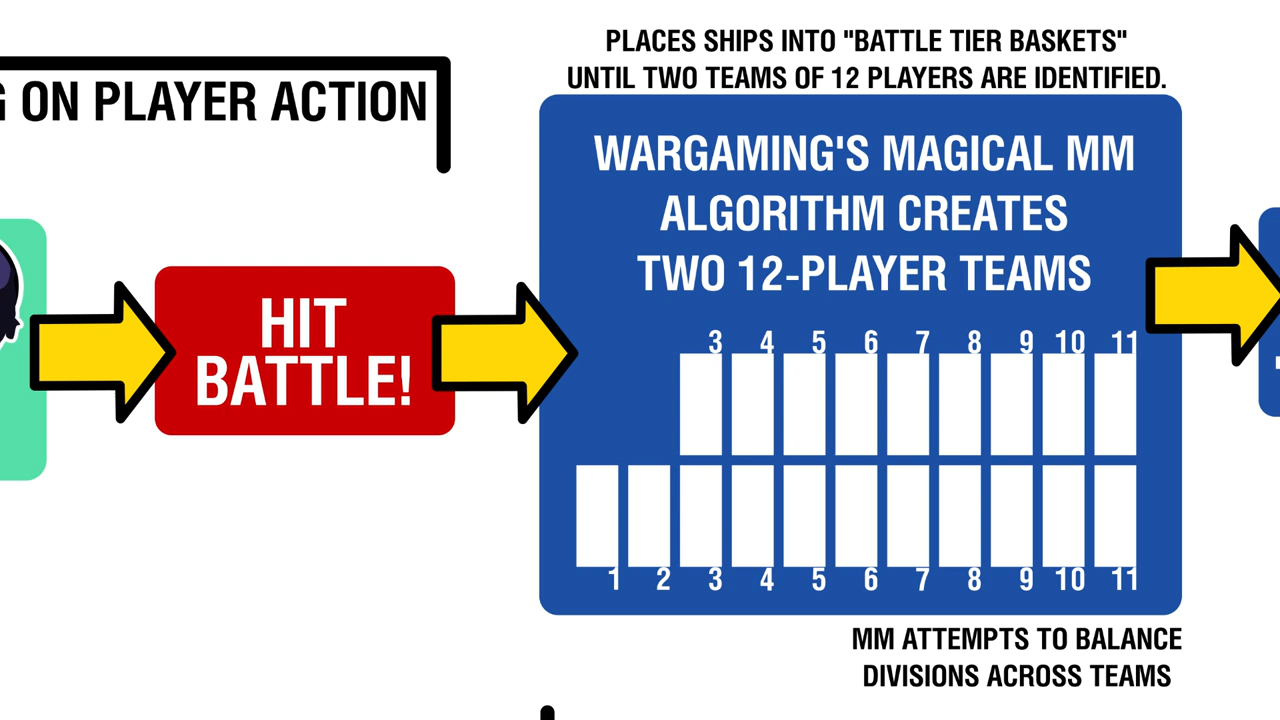 PLACES SHIPS INTO "BATTLE TIER BASKETS"
UNTIL TWO TEAMS OF 12 PLAYERS ARE IDENTIFIED.
ON PLAYER ACTION
WARGAMING'S MAGICAL MM
ALGORITHM CREATES
TWO 12-PLAYER TEAMS
HIT
BATTLE!
3 4 5 6 7 8 9 10 11
1 2 3 4 5 6 7 8 9 10 11
MM ATTEMPTS TO BALANCE
DIVISIONS ACROSS TEAMS